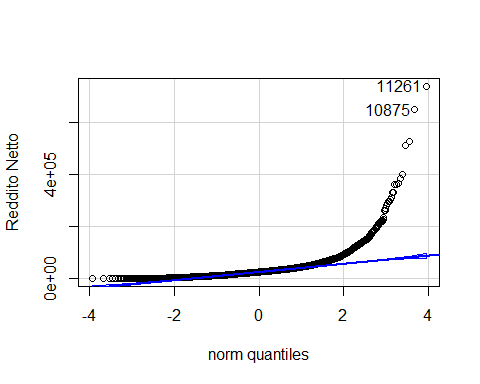 11261
10875
Reddito Netto
4e+05
0e+00
-4 -2 0 2 4
norm quantiles